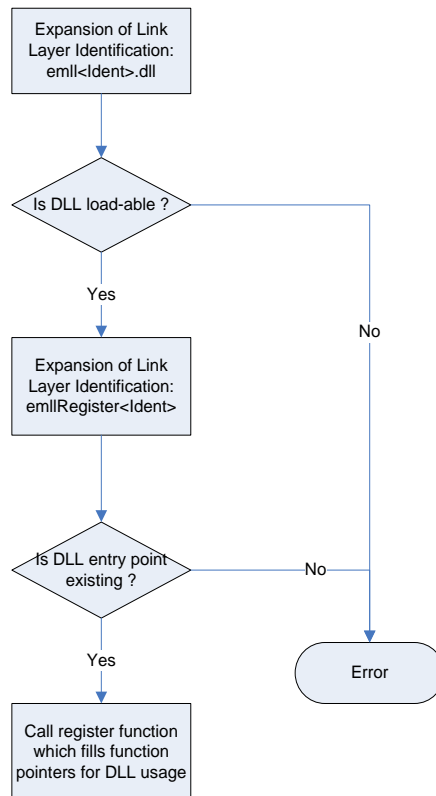 Expansion of Link
Layer Identification:
emll<Ident>.dll
Is DLL load-able ?
Yes
No
Expansion of Link
Layer Identification:
emllRegister<Ident>
Is DLL entry point
existing ?
No
Yes
Error
Call register function
which fills function
pointers for DLL usage